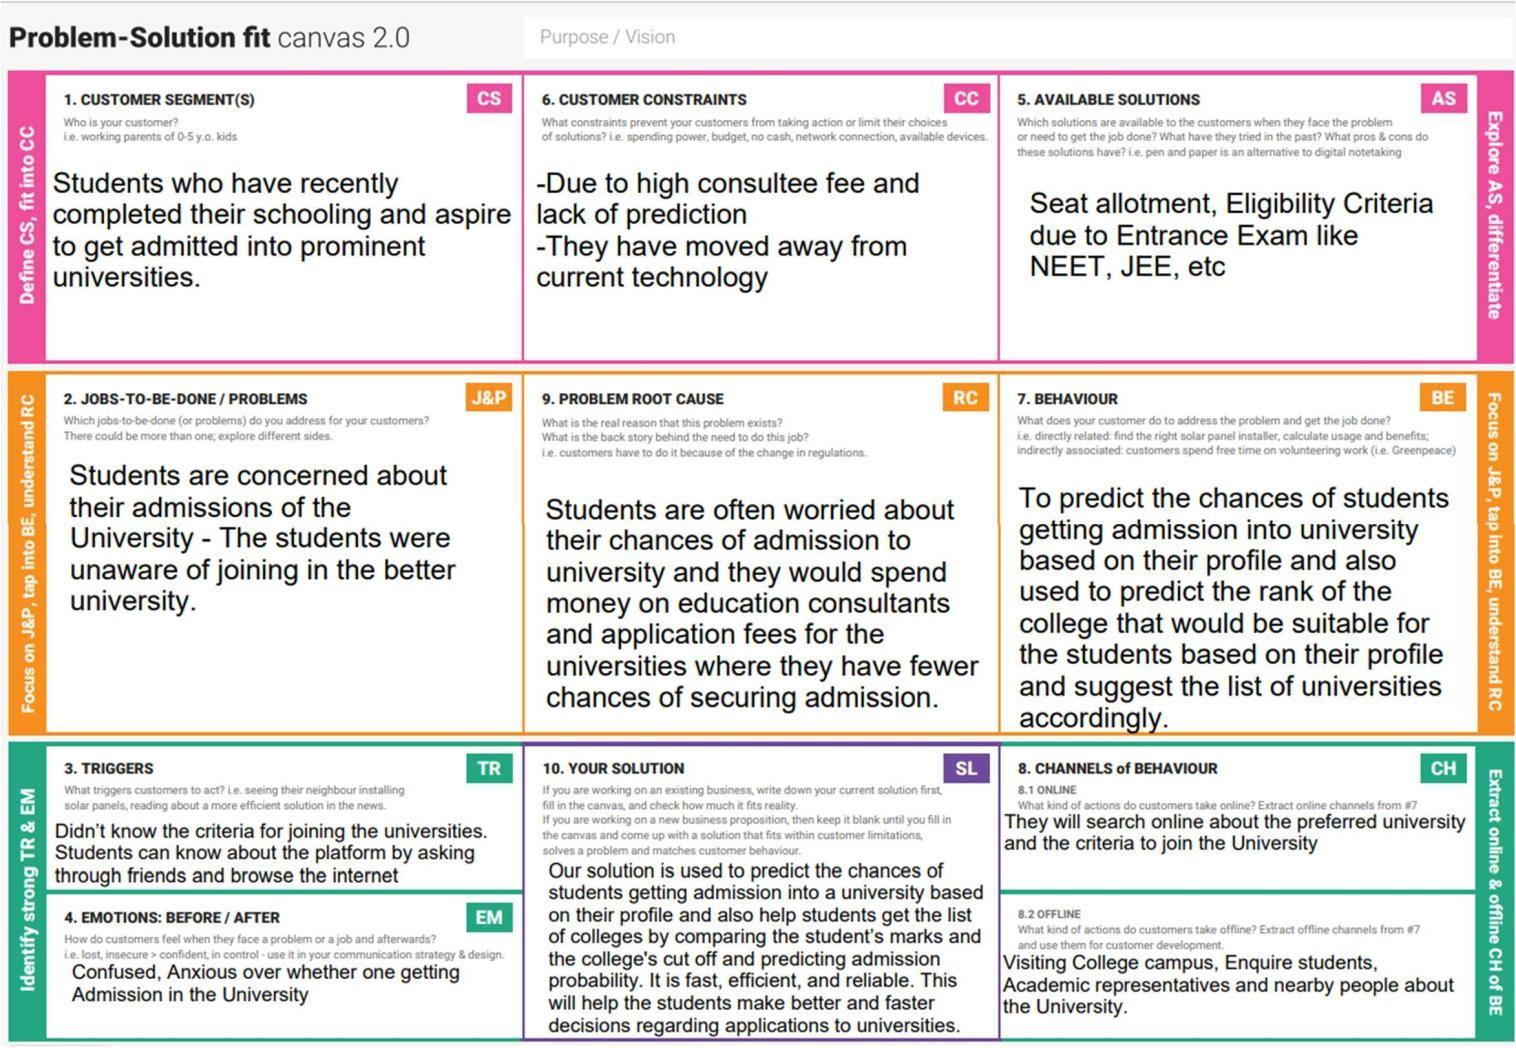 Problem-Solution fit canvas 2.0
Purpose / Vision
Define CS, fit into CC
1. CUSTOMER SEGMENT(S)
CS
Who is your customer?
i.e. working parents of 0-5 y.o. kids
Students who have recently
completed their schooling and aspire
to get admitted into prominent
universities.
6. CUSTOMER CONSTRAINTS
CC
What constraints prevent your customers from taking action or limit their choices
of solutions? i.e. spending power, budget, no cash, network connection, available devices.
-Due to high consultee fee and
lack of prediction
-They have moved away from
current technology
5. AVAILABLE SOLUTIONS
AS
Which solutions are available to the customers when they face the problem
or need to get the job done? What have they tried in the past? What pros & cons do
these solutions have? i.e. pen and paper is an alternative to digital notetaking
Seat allotment, Eligibility Criteria
due to Entrance Exam like
NEET, JEE, etc
Explore AS, differentiate
Focus on J&P, tap into BE, understand RC
2. JOBS-TO-BE-DONE / PROBLEMS
J&P
Which jobs-to-be-done (or problems) do you address for your customers?
There could be more than one; explore different sides.
Students are concerned about
their admissions of the
University - The students were
unaware of joining in the better
university.
9. PROBLEM ROOT CAUSE
RC
What is the real reason that this problem exists?
What is the back story behind the need to do this job?
i.e. customers have to do it because of the change in regulations.
Students are often worried about
their chances of admission to
university and they would spend
money on education consultants
and application fees for the
universities where they have fewer
chances of securing admission.
7. BEHAVIOUR
BE
What does your customer do to address the problem and get the job done?
i.e. directly related: find the right solar panel installer, calculate usage and benefits;
indirectly associated: customers spend free time on volunteering work (i.e. Greenpeace)
To predict the chances of students
getting admission into university
based on their profile and also
used to predict the rank of the
college that would be suitable for
the students based on their profile
and suggest the list of universities
accordingly.
Focus on J&P, tap into BE, understand RC
Identify strong TR & EM
3. TRIGGERS
TR
What triggers customers to act? i.e. seeing their neighbour installing
solar panels, reading about a more efficient solution in the news.
Didn't know the criteria for joining the universities.
Students can know about the platform by asking
through friends and browse the internet
4. EMOTIONS: BEFORE / AFTER
EM
How do customers feel when they face a problem or a job and afterwards?
i.e. lost, insecure > confident, in control - use it in your communication strategy & design.
Confused, Anxious over whether one getting
Admission in the University
10. YOUR SOLUTION
SL
If you are working on an existing business, write down your current solution first,
fill in the canvas, and check how much it fits reality.
If you are working on a new business proposition, then keep it blank until you fill in
the canvas and come up with a solution that fits within customer limitations,
solves a problem and matches customer behaviour.
Our solution is used to predict the chances of
students getting admission into a university based
on their profile and also help students get the list
of colleges by comparing the student's marks and
the college's cut off and predicting admission
probability. It is fast, efficient, and reliable. This
will help the students make better and faster
decisions regarding applications to universities.
8. CHANNELS of BEHAVIOUR
CH
8.1 ONLINE
What kind of actions do customers take online? Extract online channels from #7
They will search online about the preferred university
and the criteria to join the University
8.2 OFFLINE
What kind of actions do customers take offline? Extract offline channels from #7
and use them for customer development.
Visiting College campus, Enquire students,
Academic representatives and nearby people about
the University.
Extract online & offline CH of BE